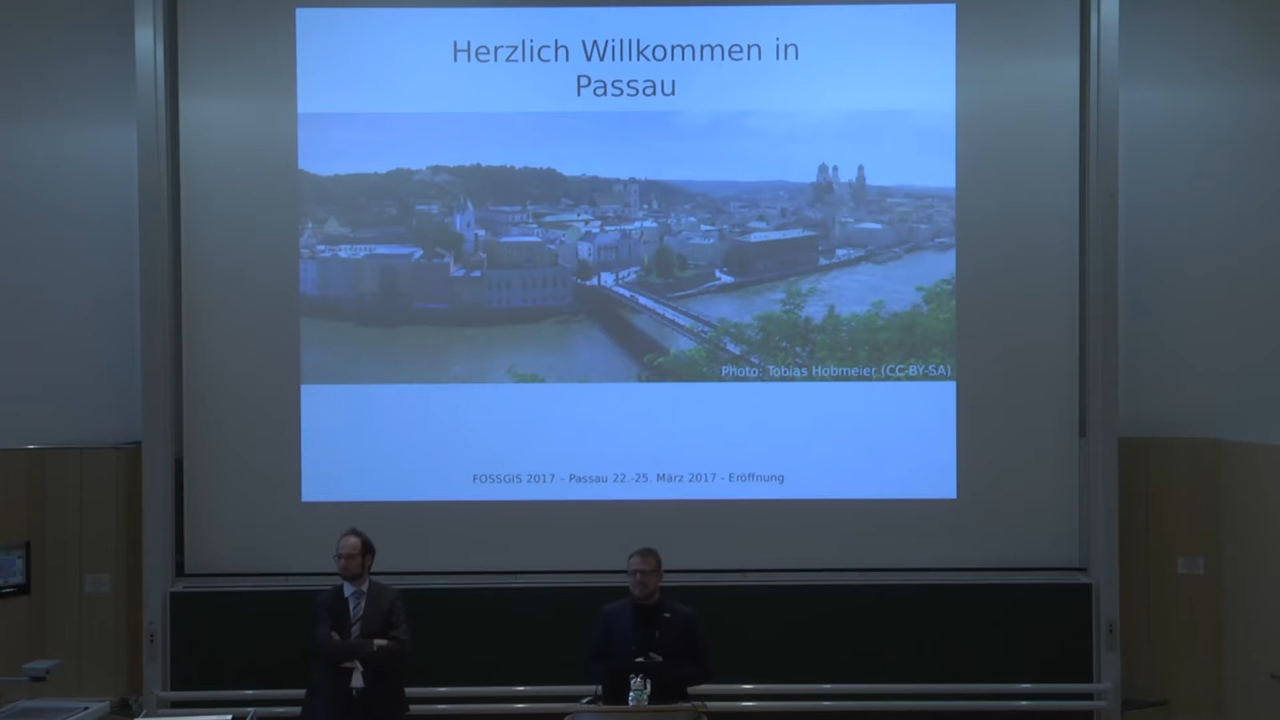 Herzlich Willkommen in
Passau
Photo: Tobias Hobmeier (CC-BY-SA)
FOSSGIS 2017 - Passau 22.-25. März 2017 - Eröffnung